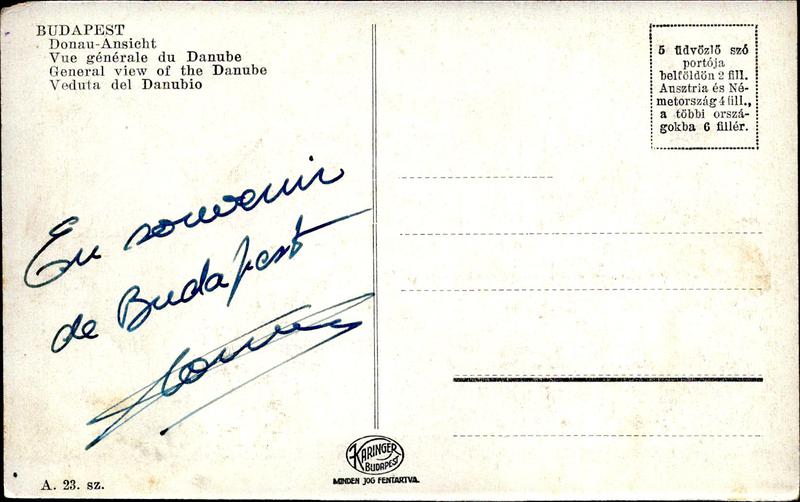 BUDAPEST
Donau-Ansicht
Vue générale du Danube
General view of the Danube
Veduta del Danubio
5 üdvözlő szó
portója
belföldön 2 fill.
Ausztria és Né-
metország 4 fill.,
a többi orszá-
gokba 6 fillér.
En souvenir
de Budapest
KARINGER
BUDAPEST
MINDEN JOG FENTARTVA.
A. 23. sz.